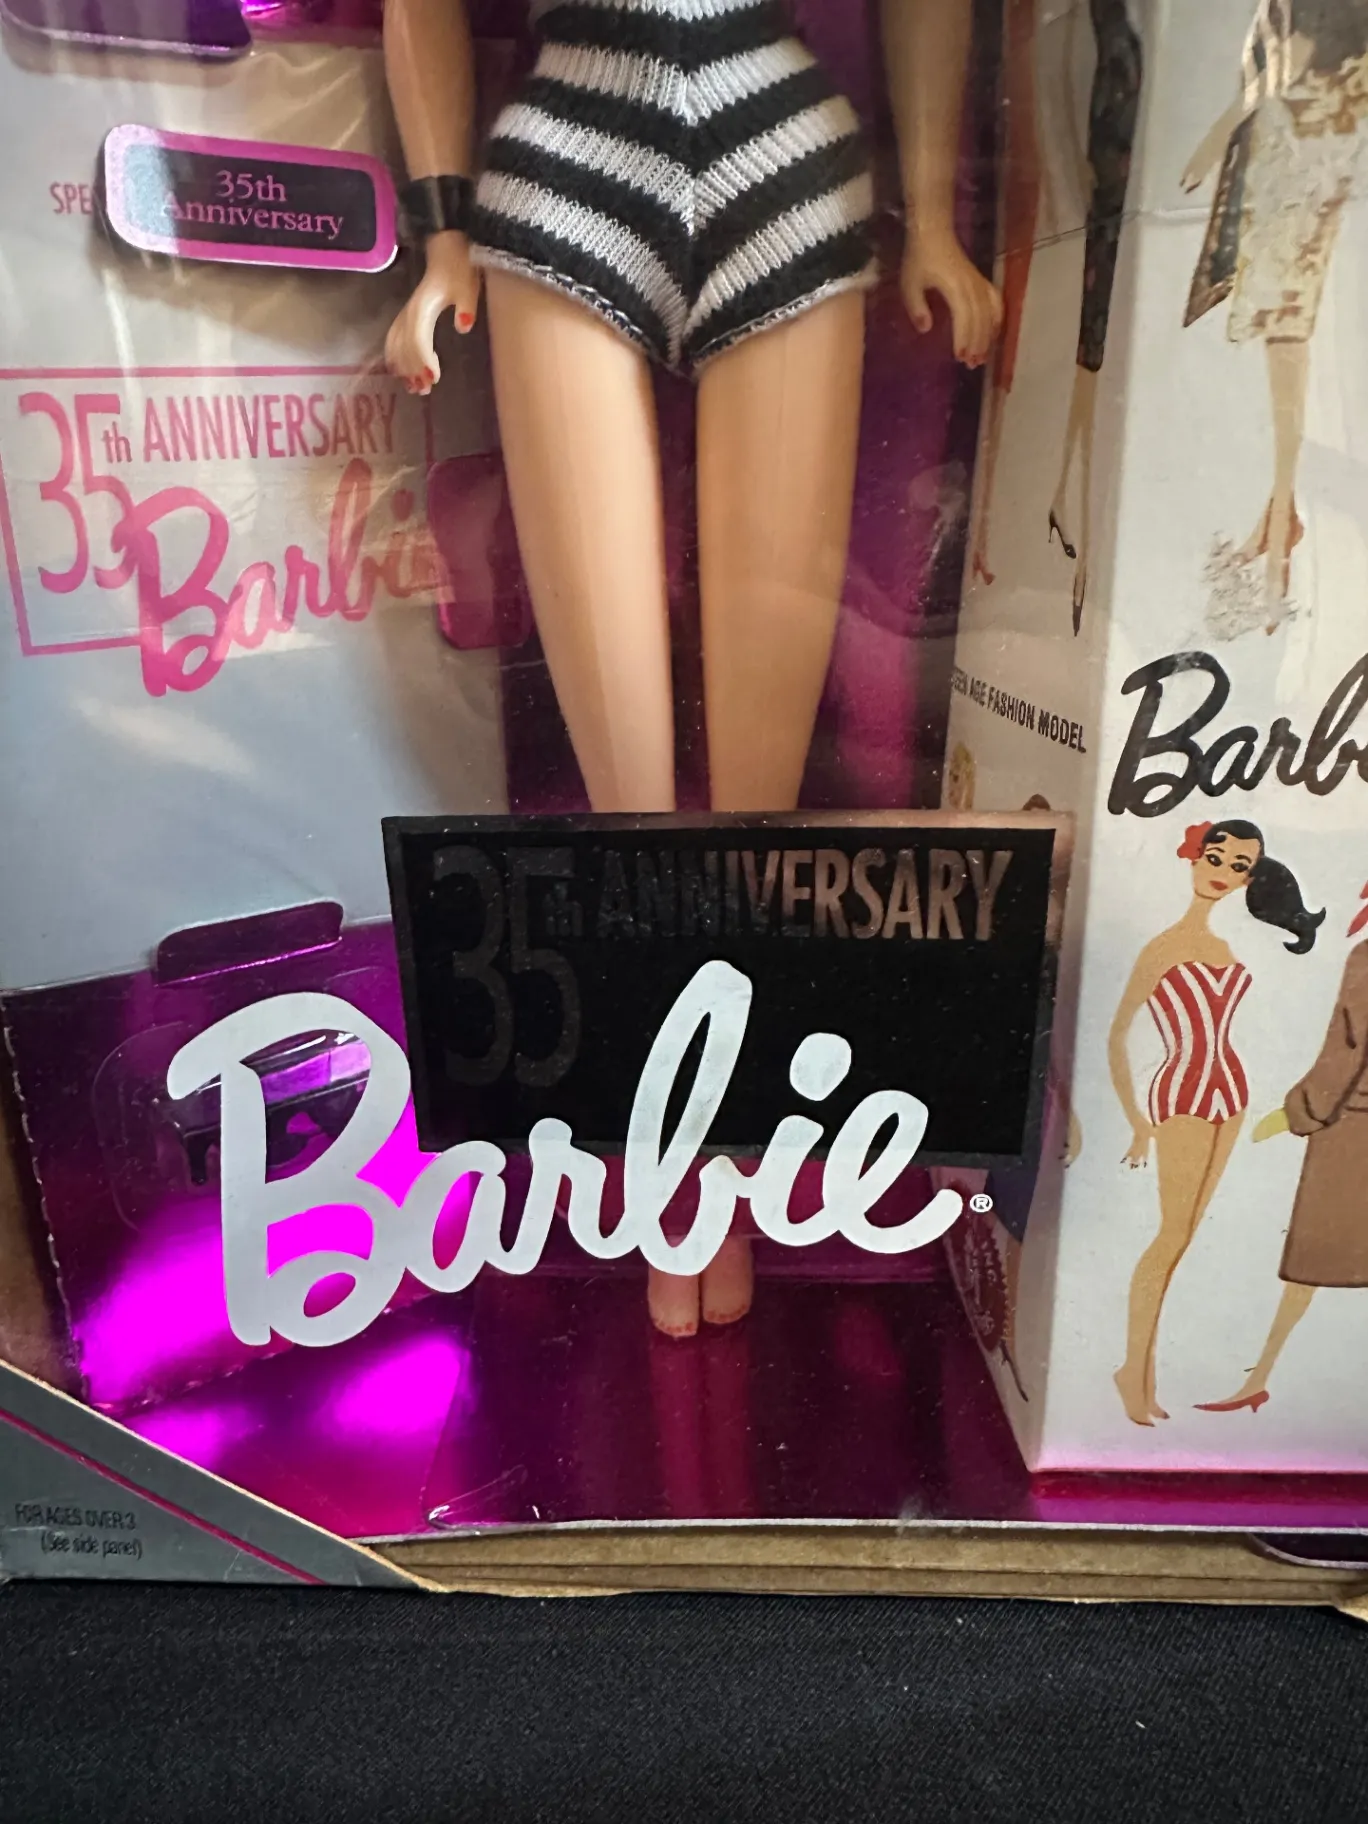 35th
Anniversary
35th ANNIVERSARY
Barbie
TEEN AGE FASHION MODEL
Barbie
35th ANNIVERSARY
Barbie®
FOR AGES OVER 3
(See side panel)